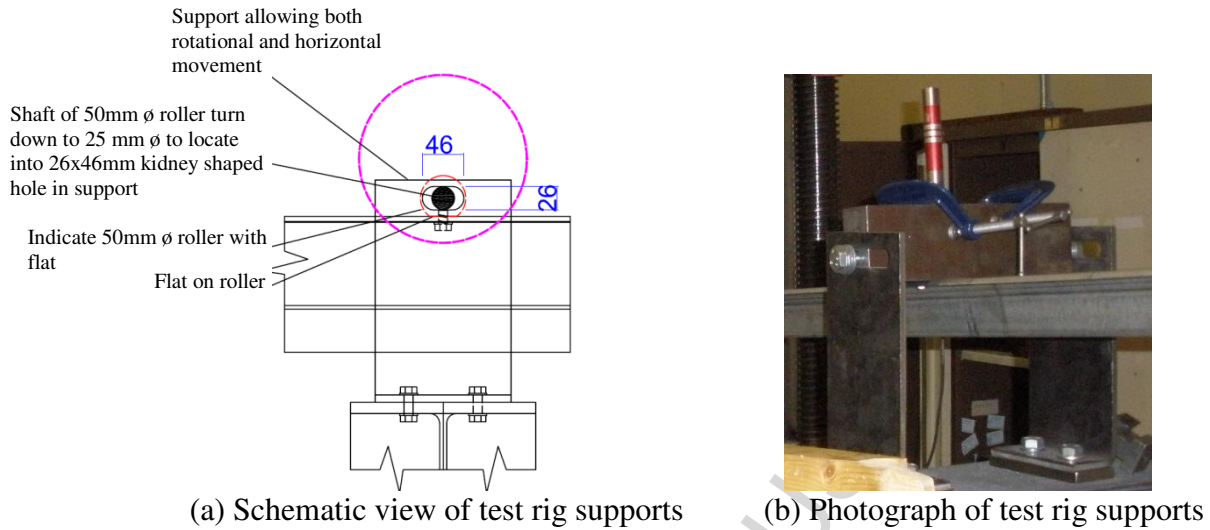 Support allowing both
rotational and horizontal
movement
Shaft of 50mm ø roller turn
down to 25 mm ø to locate
into 26x46mm kidney shaped
hole in support
46
26
Indicate 50mm ø roller with
flat
Flat on roller
(a) Schematic view of test rig supports
(b) Photograph of test rig supports